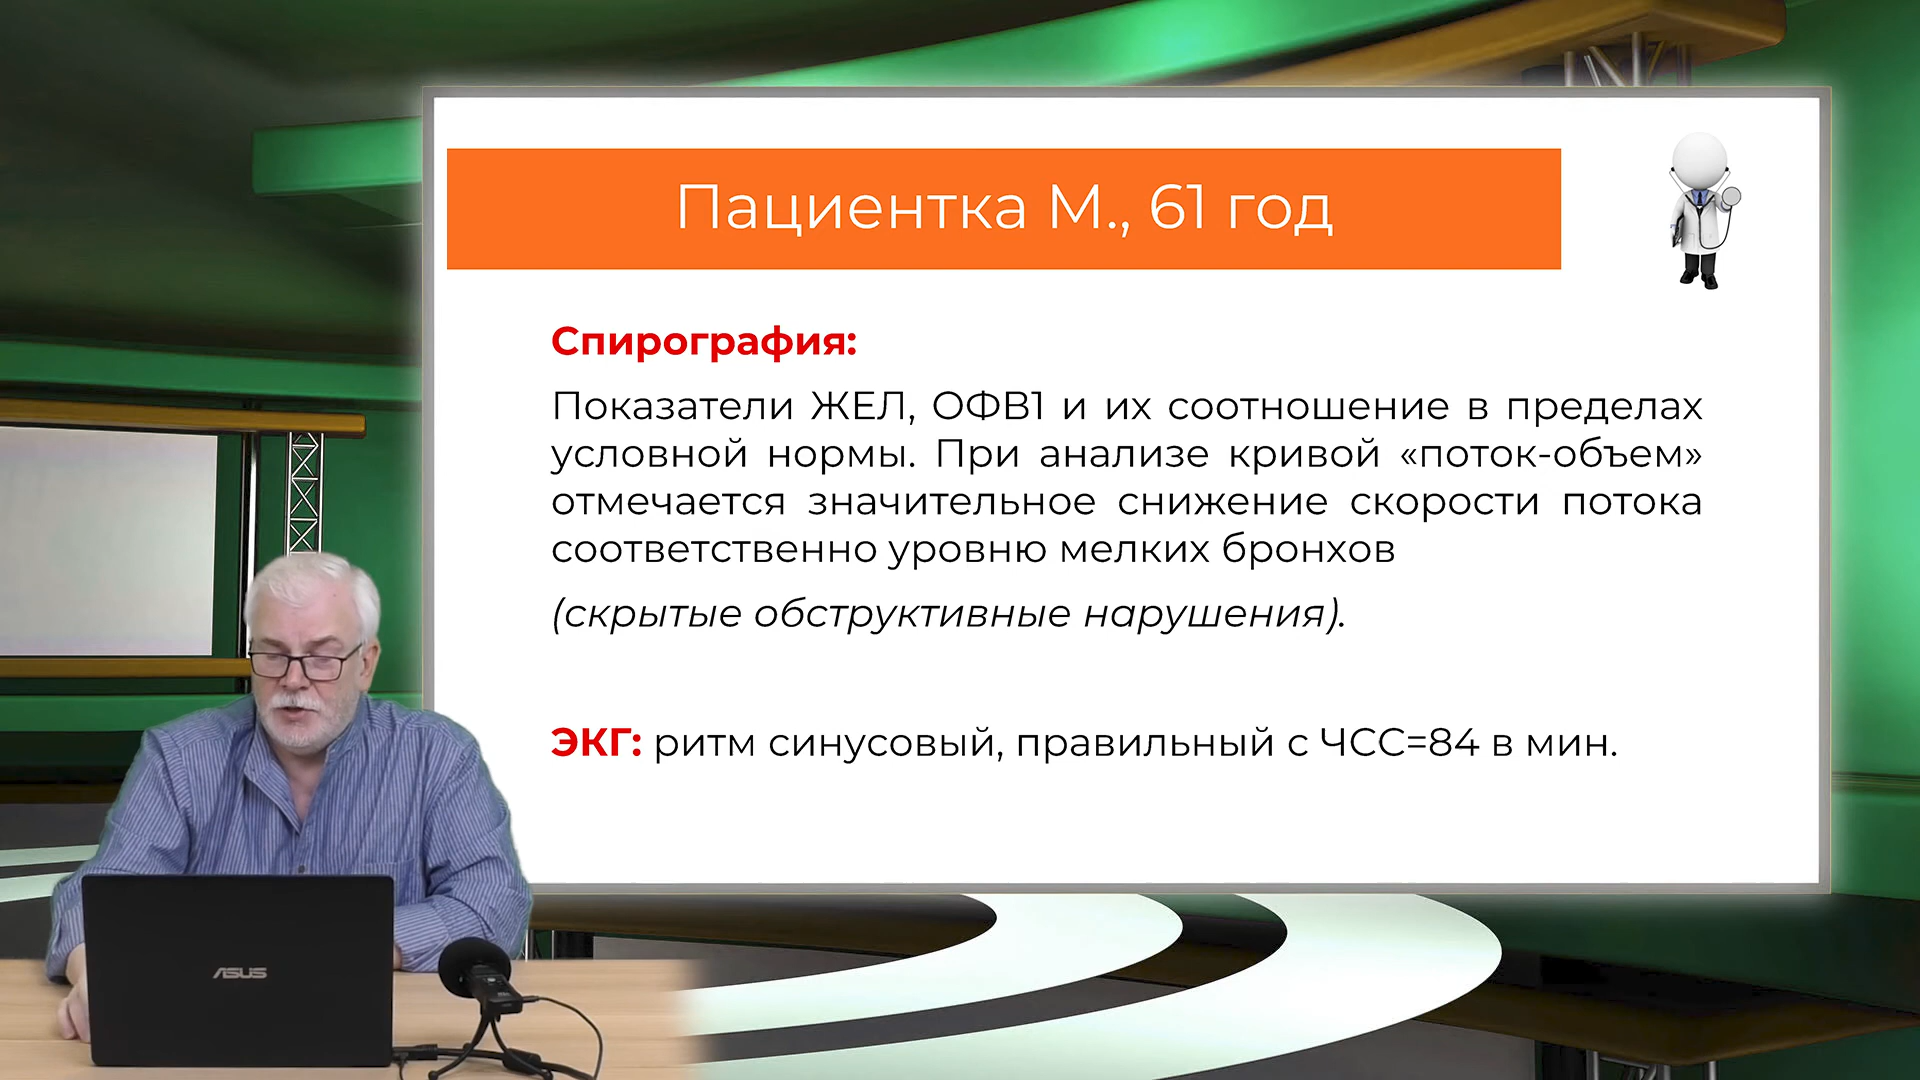 Пациентка М., 61 год
Спирография:
Показатели ЖЕЛ, ОФВ1 и их соотношение в пределах
условной нормы. При анализе кривой «поток-объем»
отмечается значительное снижение скорости потока
соответственно уровню мелких бронхов
(скрытые обструктивные нарушения).
ЭКГ: ритм синусовый, правильный с ЧСС=84 в мин.
ASUS